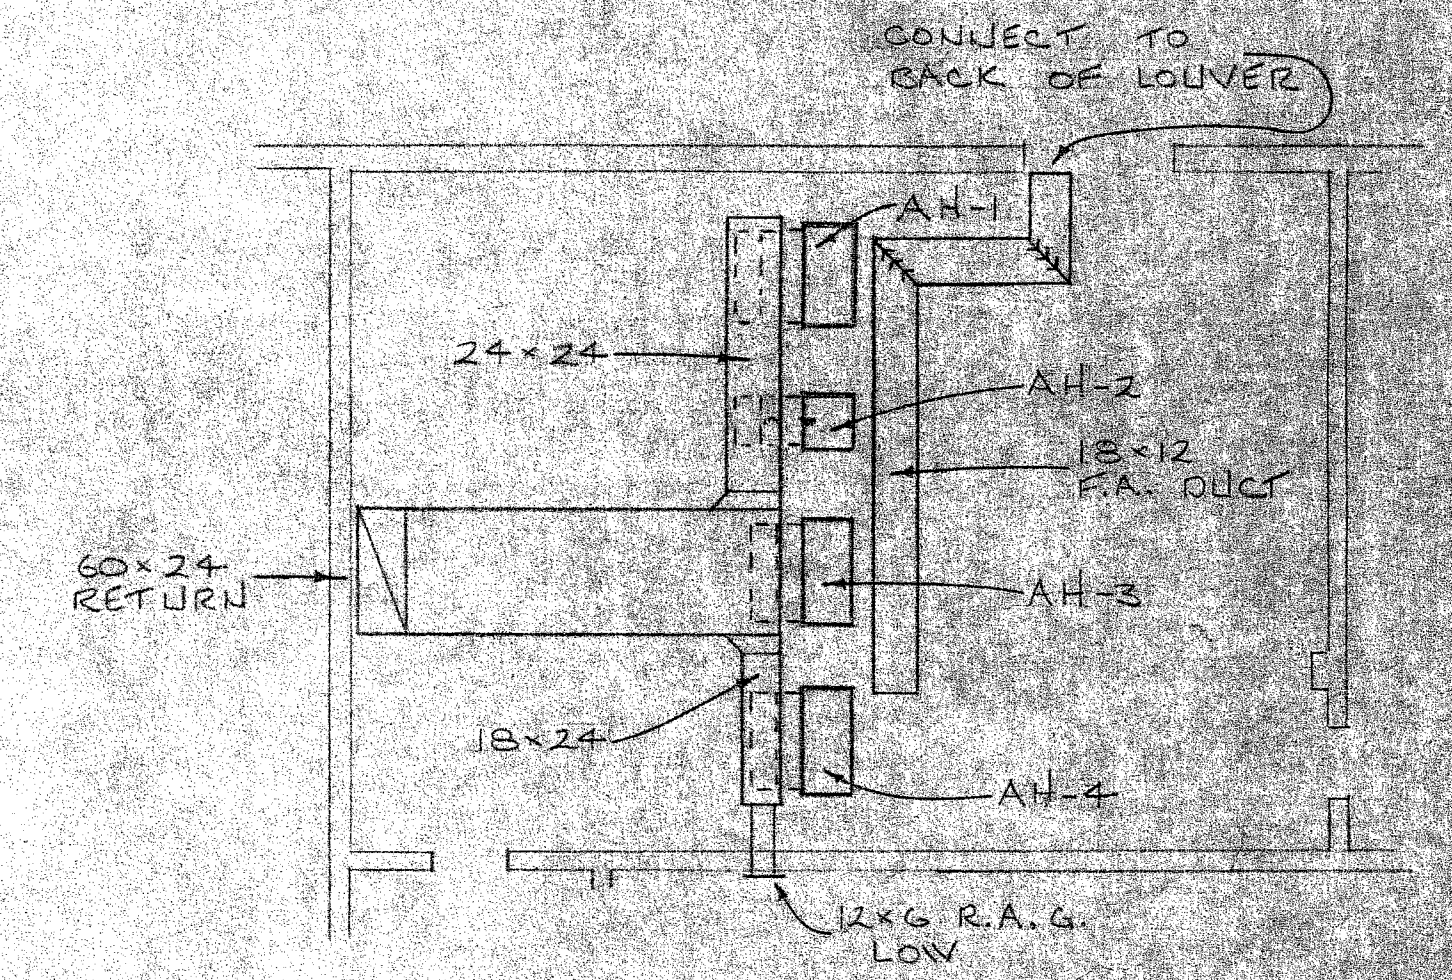 CONNECT TO
BACK OF LOUVER
AH-1
24×24
AH-2
18×12
F.A. DUCT
60×24
RETURN
AH-3
18×24
AH-4
12×6 R.A.G.
LOW